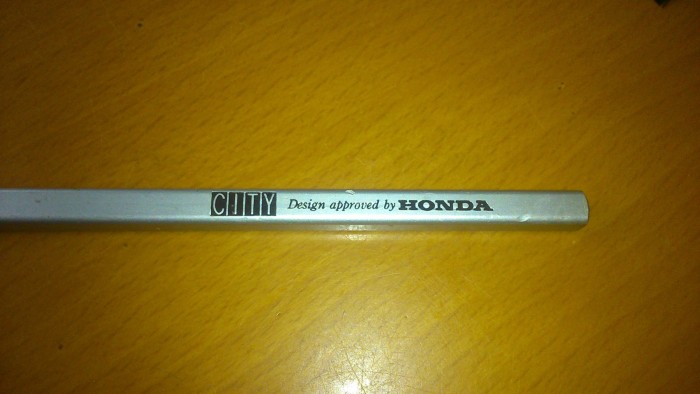 CITY Design approved by HONDA